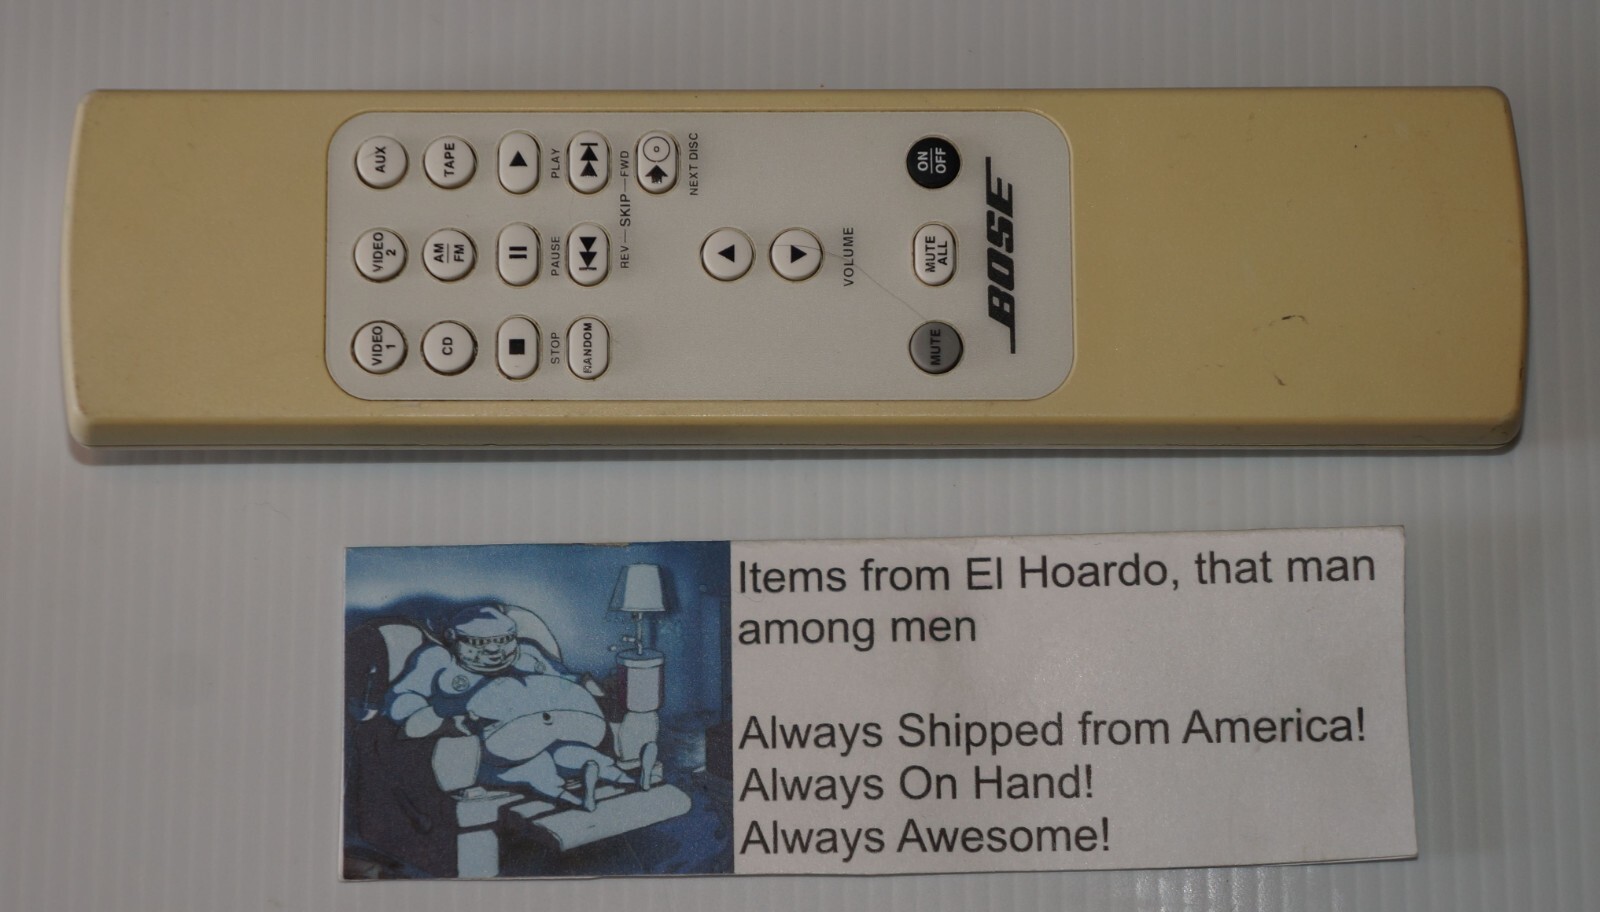 BOSE
ON
OFF
MUTE
ALL
MUTE
VOLUME
NEXT DISC
REV — SKIP — FWD
RANDOM
STOP
PAUSE
PLAY
CD
AM
FM
TAPE
VIDEO
1
VIDEO
2
AUX
Items from El Hoardo, that man
among men
Always Shipped from America!
Always On Hand!
Always Awesome!